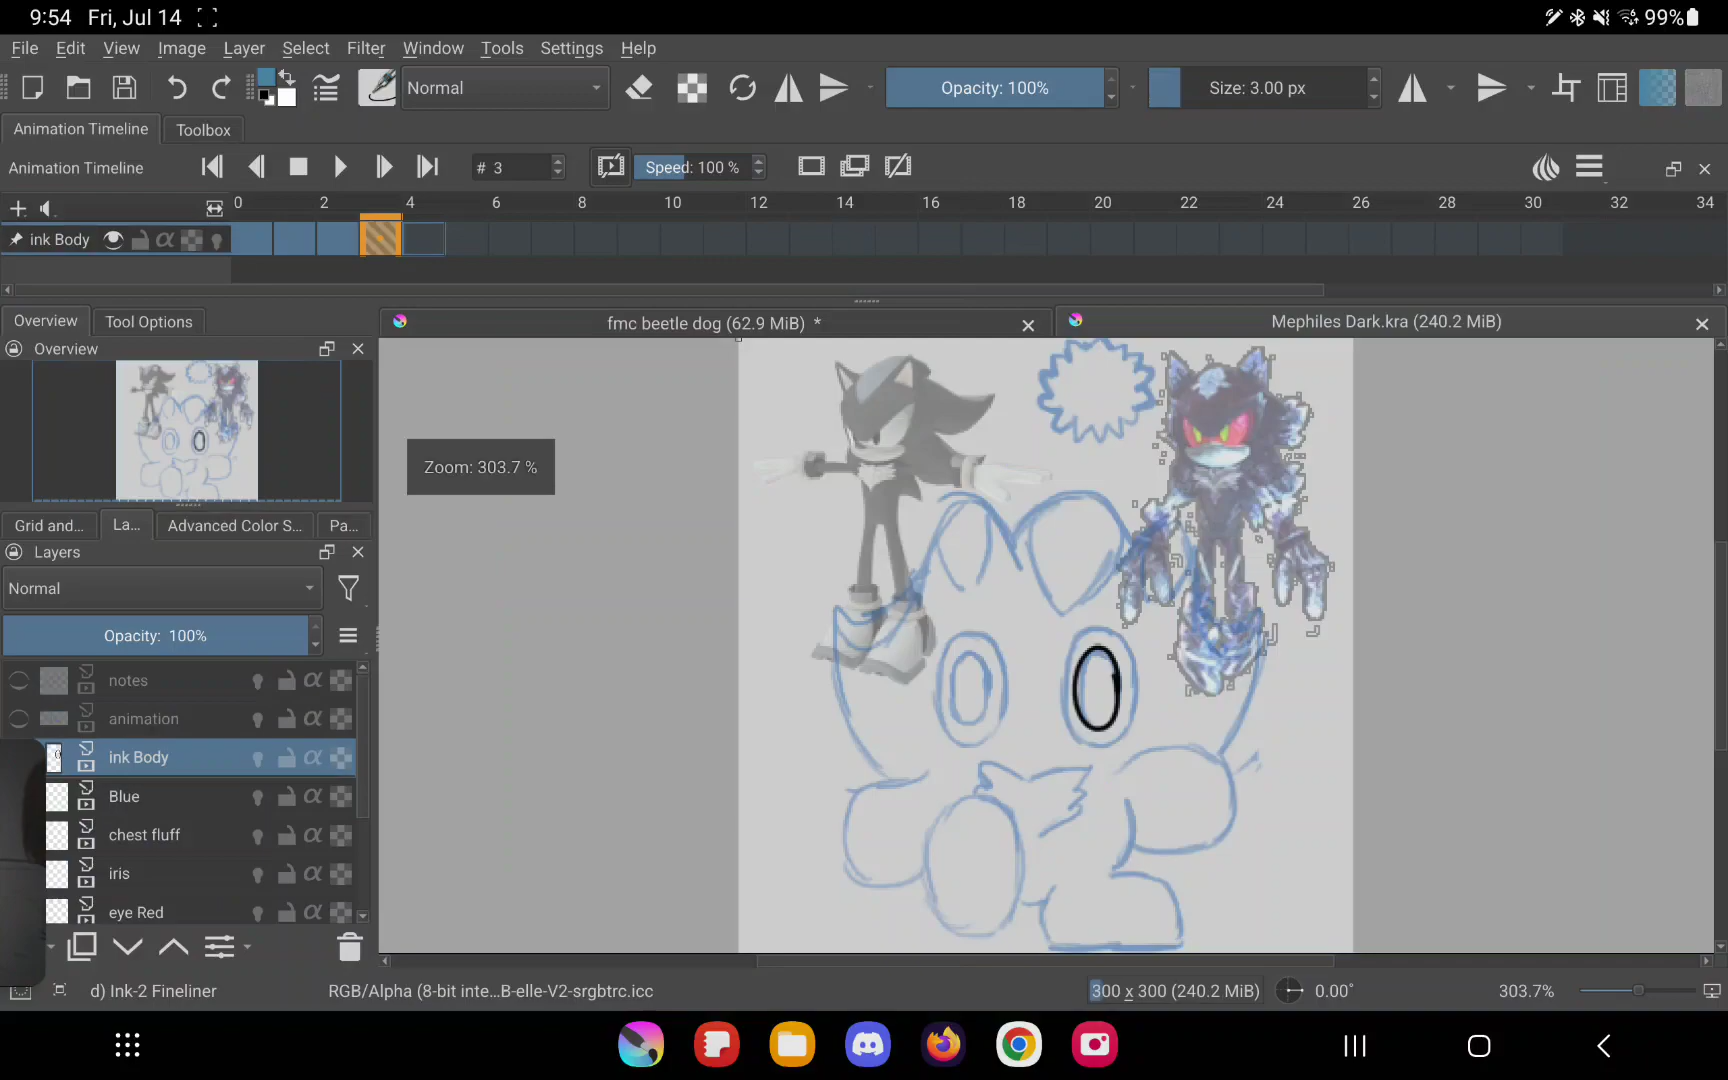 9:54 Fri, Jul 14 99%
File Edit View Image Layer Select Filter Window Tools Settings Help
Normal Opacity: 100% Size: 3.00 px
Animation Timeline Toolbox
Animation Timeline # 3 Speed: 100 %
0 2 4 6 8 10 12 14 16 18 20 22 24 26 28 30 32 34
ink Body
Overview Tool Options fmc beetle dog (62.9 MiB) * Mephiles Dark.kra (240.2 MiB)
Overview
Zoom: 303.7 %
Grid and... La... Advanced Color S... Pa...
Layers
Normal
Opacity: 100%
notes
animation
ink Body
Blue
chest fluff
iris
eye Red
d) Ink-2 Fineliner RGB/Alpha (8-bit inte...B-elle-V2-srgbtrc.icc 300 x 300 (240.2 MiB) 0.00° 303.7%